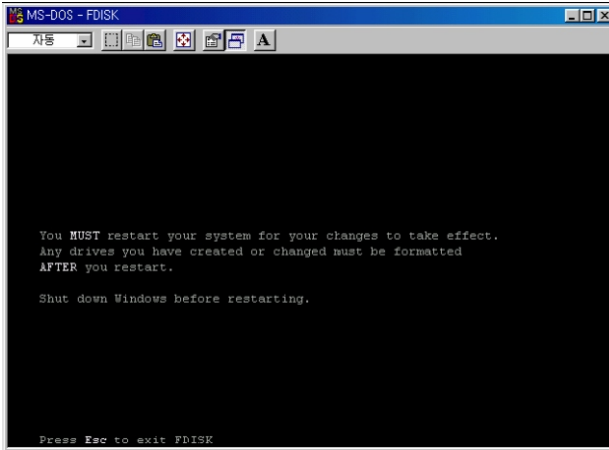 MS-DOS - FDISK
자동
A
You MUST restart your system for your changes to take effect.
Any drives you have created or changed must be formatted
AFTER you restart.
Shut down Windows before restarting.
Press Esc to exit FDISK